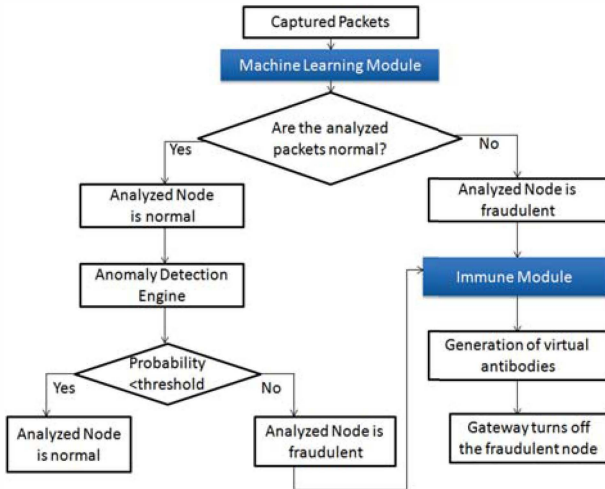 Captured Packets
Machine Learning Module
Are the analyzed
packets normal?
Yes
No
Analyzed Node
is normal
Analyzed Node is
fraudulent
Anomaly Detection
Engine
Immune Module
Probability
<threshold
Yes
No
Generation of virtual
antibodies
Analyzed Node
is normal
Analyzed Node is
fraudulent
Gateway turns off
the fraudulent node